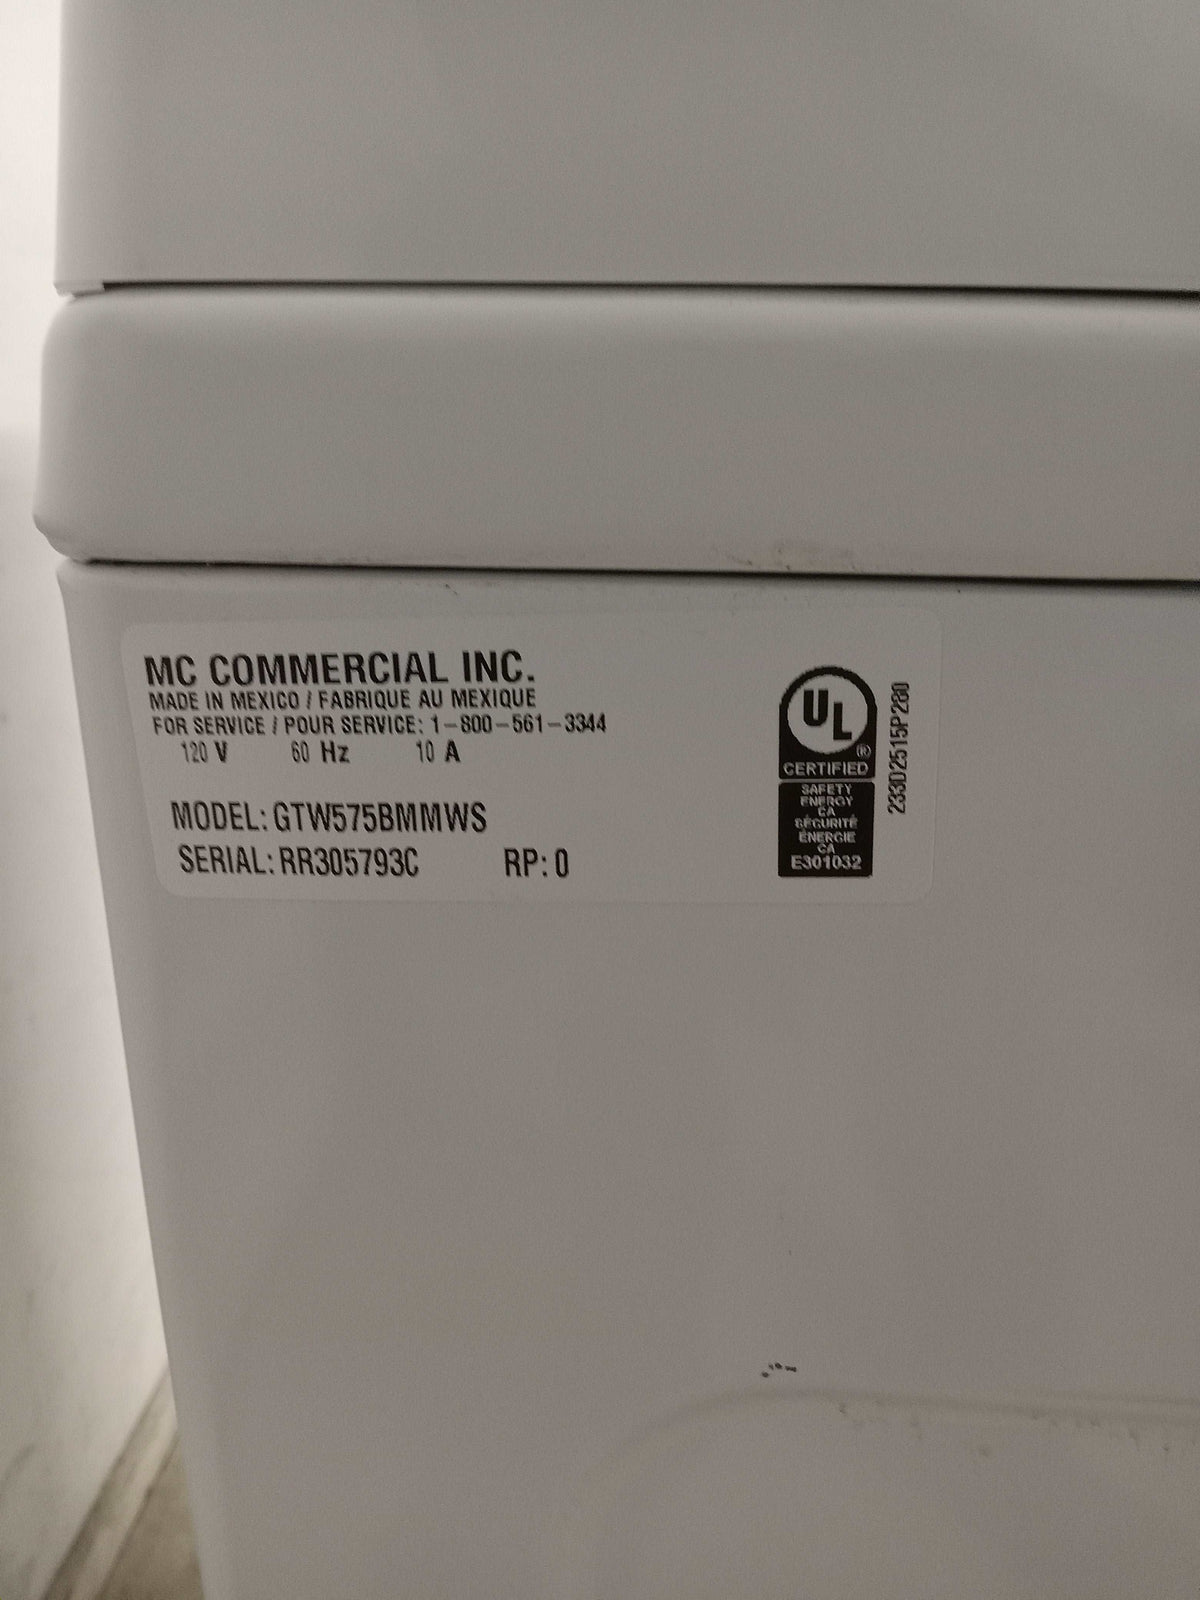 MC COMMERCIAL INC.
MADE IN MEXICO / FABRIQUE AU MEXIQUE
FOR SERVICE / POUR SERVICE: 1-800-561-3344
120 V 60 Hz 10 A
MODEL: GTW575BMMWS
SERIAL: RR305793C RP: 0
UL ®
CERTIFIED
SAFETY
ENERGY
CA
SÉCURITÉ
ÉNERGIE
CA
E301032
233D2515P280